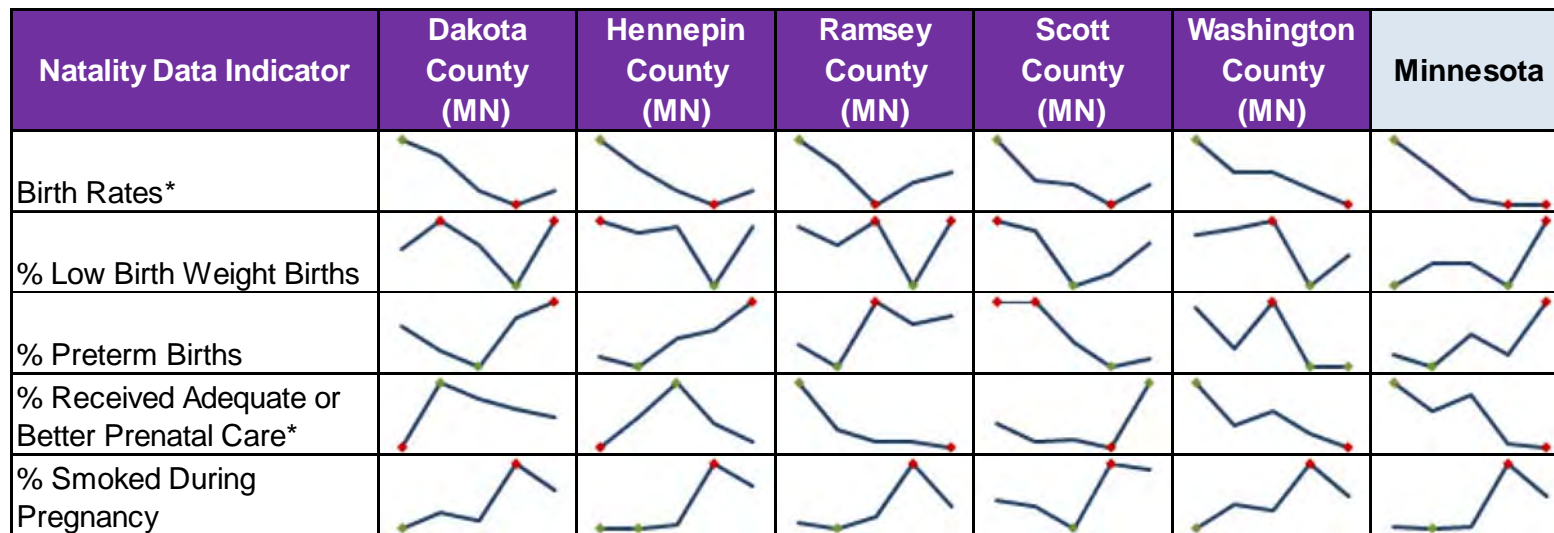 Natality Data Indicator
Dakota
County
(MN)
Hennepin
County
(MN)
Ramsey
County
(MN)
Scott
County
(MN)
Washington
County
(MN)
Minnesota
Birth Rates*
% Low Birth Weight Births
% Preterm Births
% Received Adequate or
Better Prenatal Care*
% Smoked During
Pregnancy